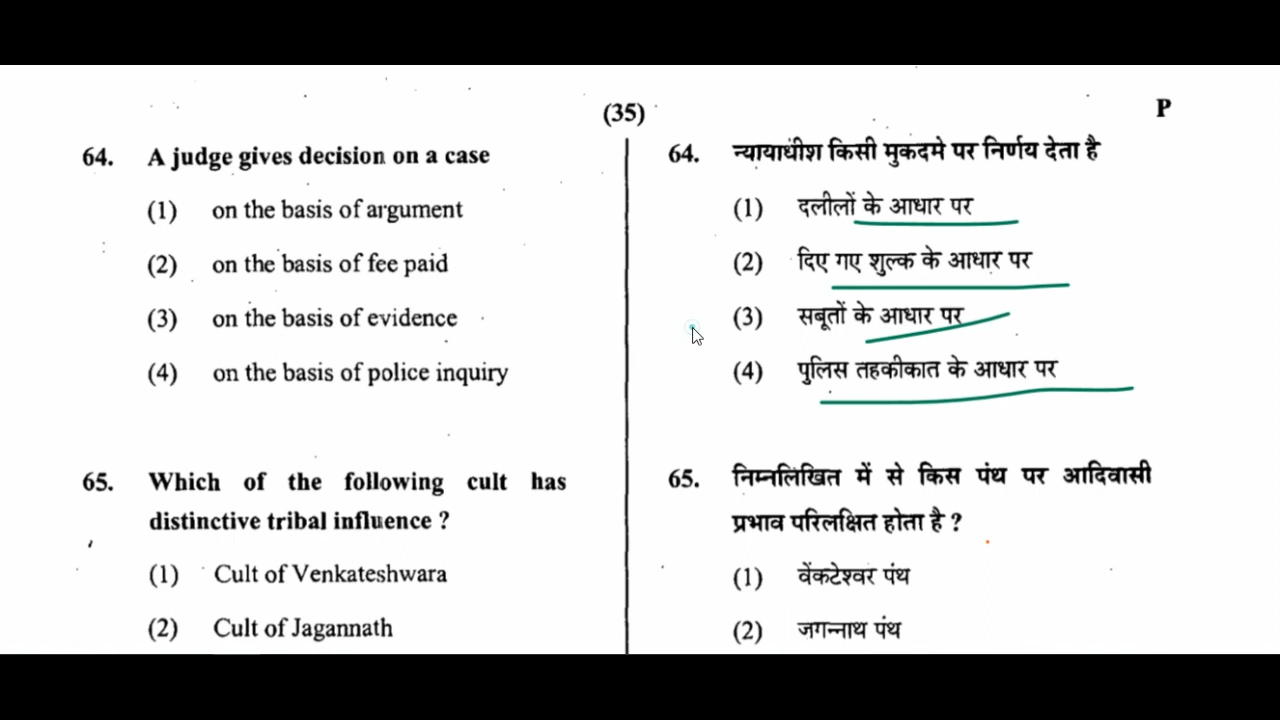 (35)
P
64. A judge gives decision on a case
(1) on the basis of argument
(2) on the basis of fee paid
(3) on the basis of evidence
(4) on the basis of police inquiry
65. Which of the following cult has
distinctive tribal influence ?
(1) Cult of Venkateshwara
(2) Cult of Jagannath
64. न्यायाधीश किसी मुकदमे पर निर्णय देता है
(1) दलीलों के आधार पर
(2) दिए गए शुल्क के आधार पर
(3) सबूतों के आधार पर
(4) पुलिस तहकीकात के आधार पर
65. निम्नलिखित में से किस पंथ पर आदिवासी
प्रभाव परिलक्षित होता है ?
(1) वेंकटेश्वर पंथ
(2) जगन्नाथ पंथ